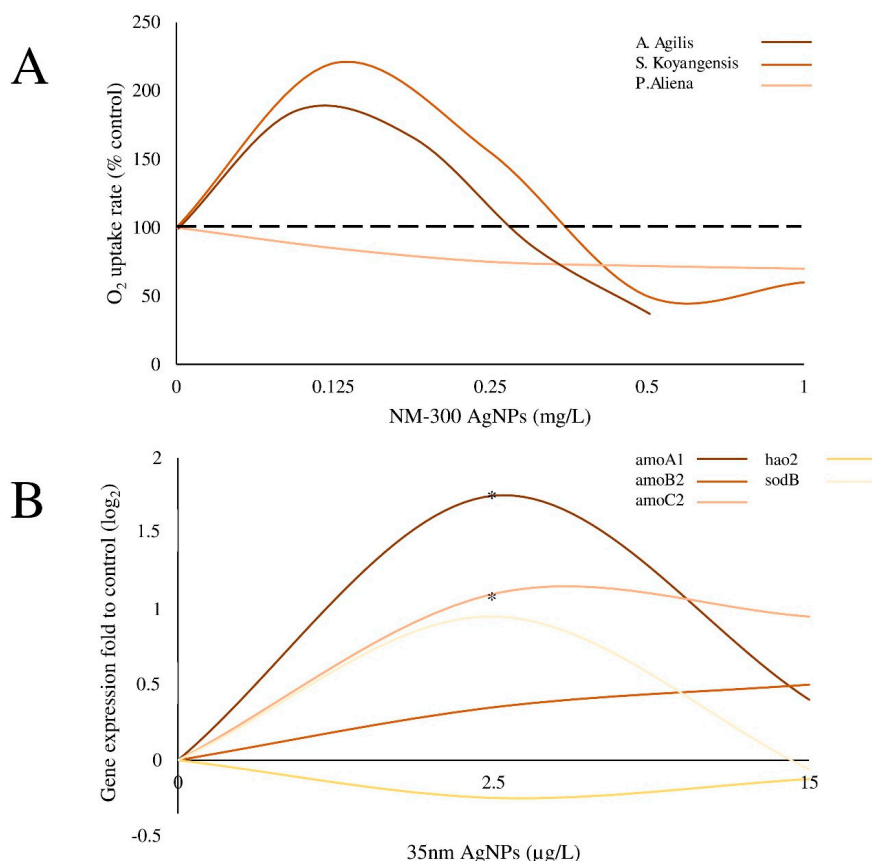 A
250
200
150
100
50
0
O₂ uptake rate (% control)
A. Agilis
S. Koyangensis
P.Aliena
0 0.125 0.25 0.5 1
NM-300 AgNPs (mg/L)
B
2
1.5
1
0.5
0
-0.5
Gene expression fold to control (log₂)
amoA1 hao2
amoB2 sodB
amoC2
*
*
0 2.5 15
35nm AgNPs (µg/L)